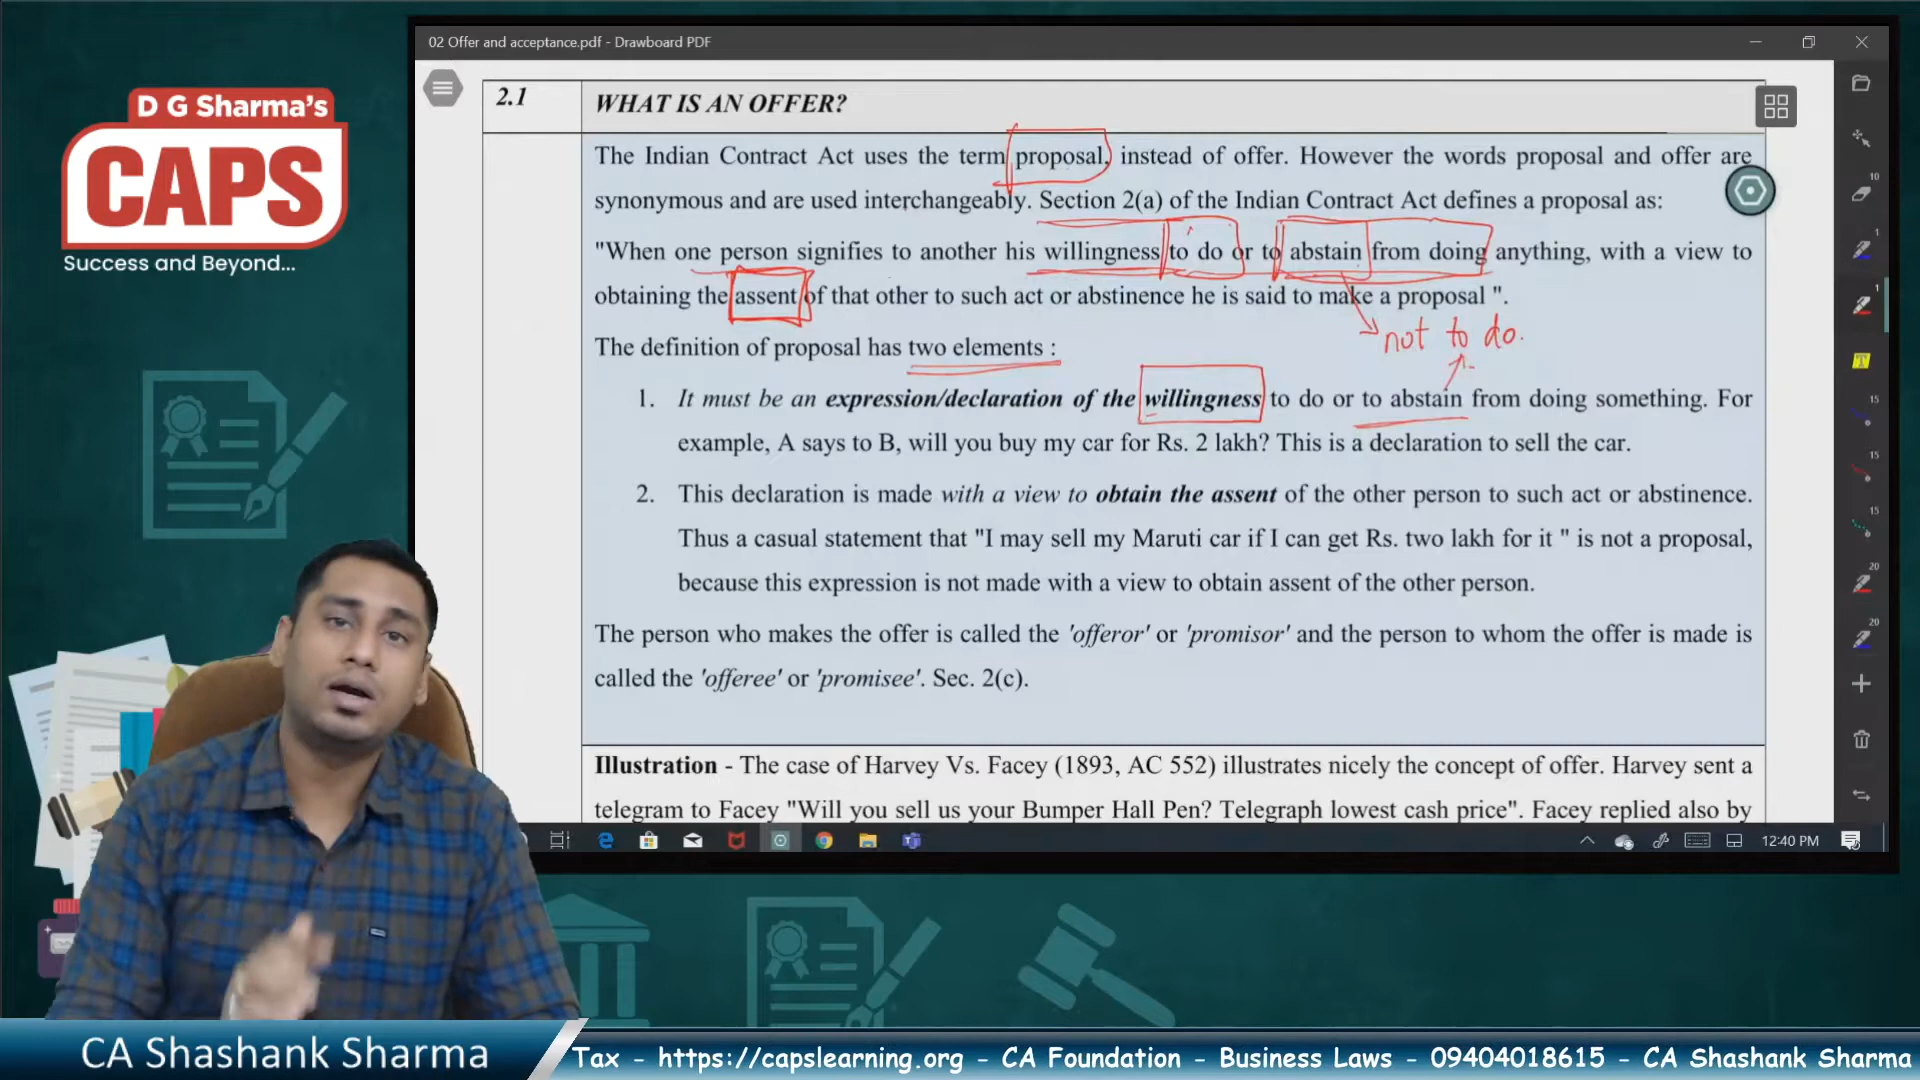 02 Offer and acceptance.pdf - Drawboard PDF
D G Sharma's
CAPS
Success and Beyond...
2.1 WHAT IS AN OFFER?
The Indian Contract Act uses the term proposal, instead of offer. However the words proposal and offer are
synonymous and are used interchangeably. Section 2(a) of the Indian Contract Act defines a proposal as:
"When one person signifies to another his willingness to do or to abstain from doing anything, with a view to
obtaining the assent of that other to such act or abstinence he is said to make a proposal ".
not to do.
The definition of proposal has two elements :
1. It must be an expression/declaration of the willingness to do or to abstain from doing something. For
example, A says to B, will you buy my car for Rs. 2 lakh? This is a declaration to sell the car.
2. This declaration is made with a view to obtain the assent of the other person to such act or abstinence.
Thus a casual statement that "I may sell my Maruti car if I can get Rs. two lakh for it " is not a proposal,
because this expression is not made with a view to obtain assent of the other person.
The person who makes the offer is called the 'offeror' or 'promisor' and the person to whom the offer is made is
called the 'offeree' or 'promisee'. Sec. 2(c).
Illustration - The case of Harvey Vs. Facey (1893, AC 552) illustrates nicely the concept of offer. Harvey sent a
telegram to Facey "Will you sell us your Bumper Hall Pen? Telegraph lowest cash price". Facey replied also by
10
1
1
15
15
15
20
20
12:40 PM
CA Shashank Sharma
Tax - https://capslearning.org - CA Foundation - Business Laws - 09404018615 - CA Shashank Sharma